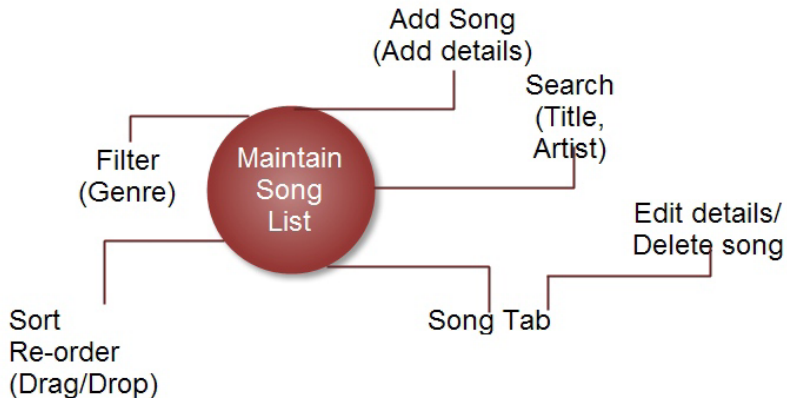 Add Song
(Add details)
Search
(Title,
Artist)
Filter
(Genre)
Maintain
Song
List
Edit details/
Delete song
Sort
Re-order
(Drag/Drop)
Song Tab